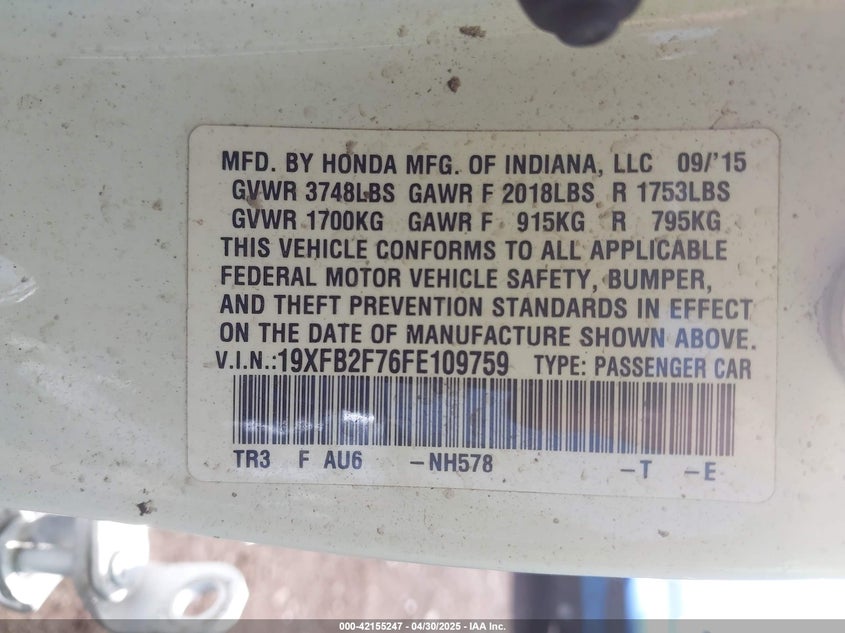 MFD. BY HONDA MFG. OF INDIANA, LLC 09/'15
GVWR 3748LBS GAWR F 2018LBS R 1753LBS
GVWR 1700KG GAWR F 915KG R 795KG
THIS VEHICLE CONFORMS TO ALL APPLICABLE
FEDERAL MOTOR VEHICLE SAFETY, BUMPER,
AND THEFT PREVENTION STANDARDS IN EFFECT
ON THE DATE OF MANUFACTURE SHOWN ABOVE.
V.I.N.:19XFB2F76FE109759 TYPE: PASSENGER CAR
TR3 F AU6 -NH578 -T -E
000-42155247 - 04/30/2025 - IAA Inc.